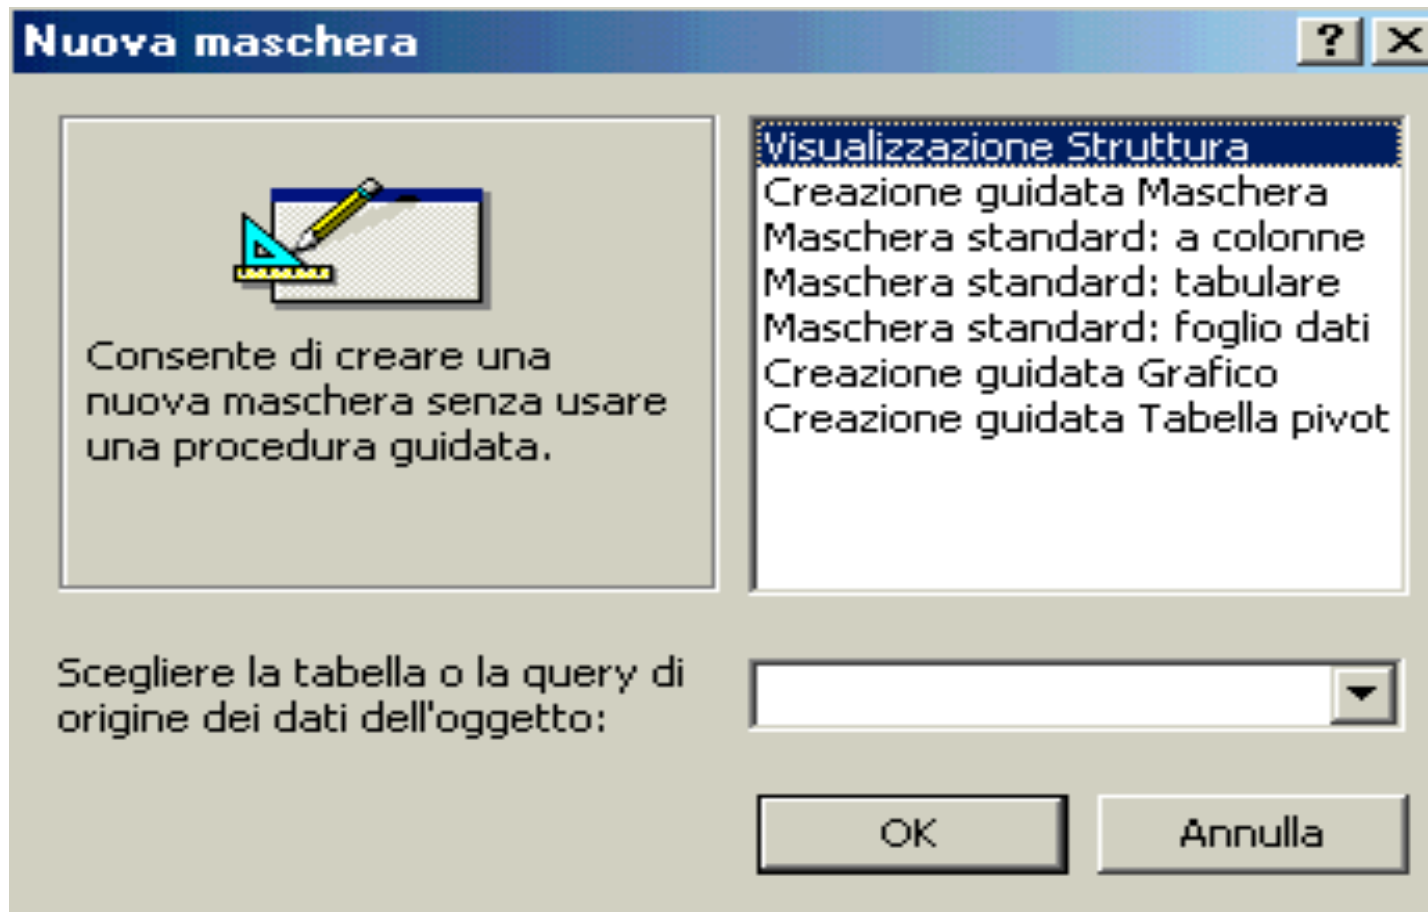 Nuova maschera
Visualizzazione Struttura
Creazione guidata Maschera
Maschera standard: a colonne
Maschera standard: tabulare
Maschera standard: foglio dati
Creazione guidata Grafico
Creazione guidata Tabella pivot
Consente di creare una
nuova maschera senza usare
una procedura guidata.
Scegliere la tabella o la query di
origine dei dati dell'oggetto:
OK
Annulla